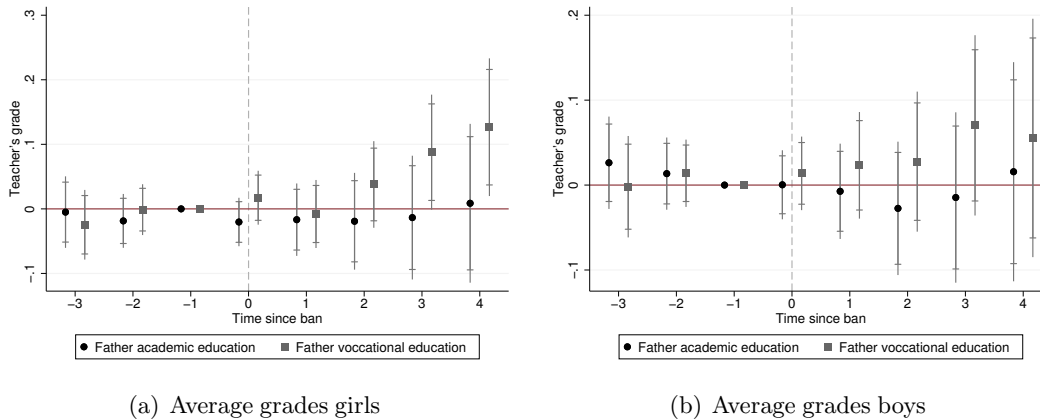 .3
.2
.1
0
-.1
Teacher's grade
-3 -2 -1 0 1 2 3 4
Time since ban
Father academic education Father voccational education
(a) Average grades girls
.2
.1
0
-.1
Teacher's grade
-3 -2 -1 0 1 2 3 4
Time since ban
Father academic education Father voccational education
(b) Average grades boys